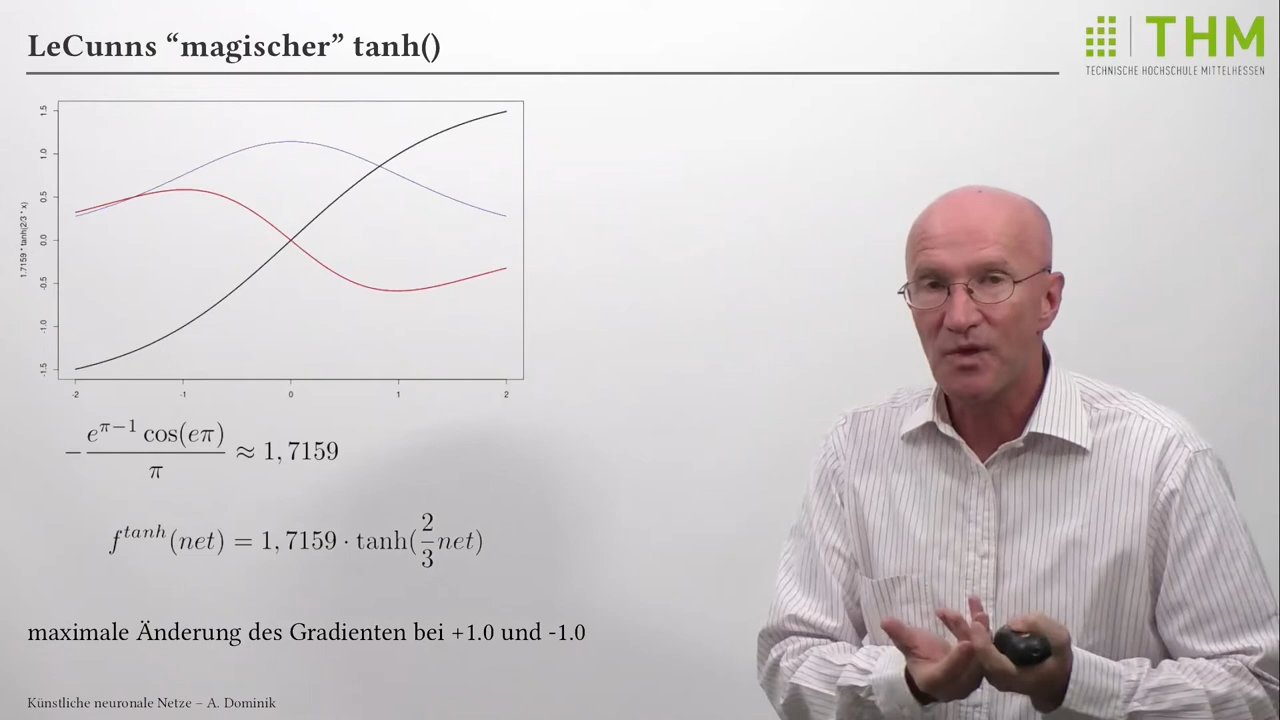 LeCunns “magischer” tanh()
THM
TECHNISCHE HOCHSCHULE MITTELHESSEN
1.7159 * tanh(2/3 * x)
1.5
1.0
0.5
0.0
-0.5
-1.0
-1.5
-2 -1 0 1 2
− e^{π−1} cos(eπ) / π ≈ 1,7159
f^{tanh}(net) = 1,7159 · tanh(2/3 net)
maximale Änderung des Gradienten bei +1.0 und -1.0
Künstliche neuronale Netze – A. Dominik